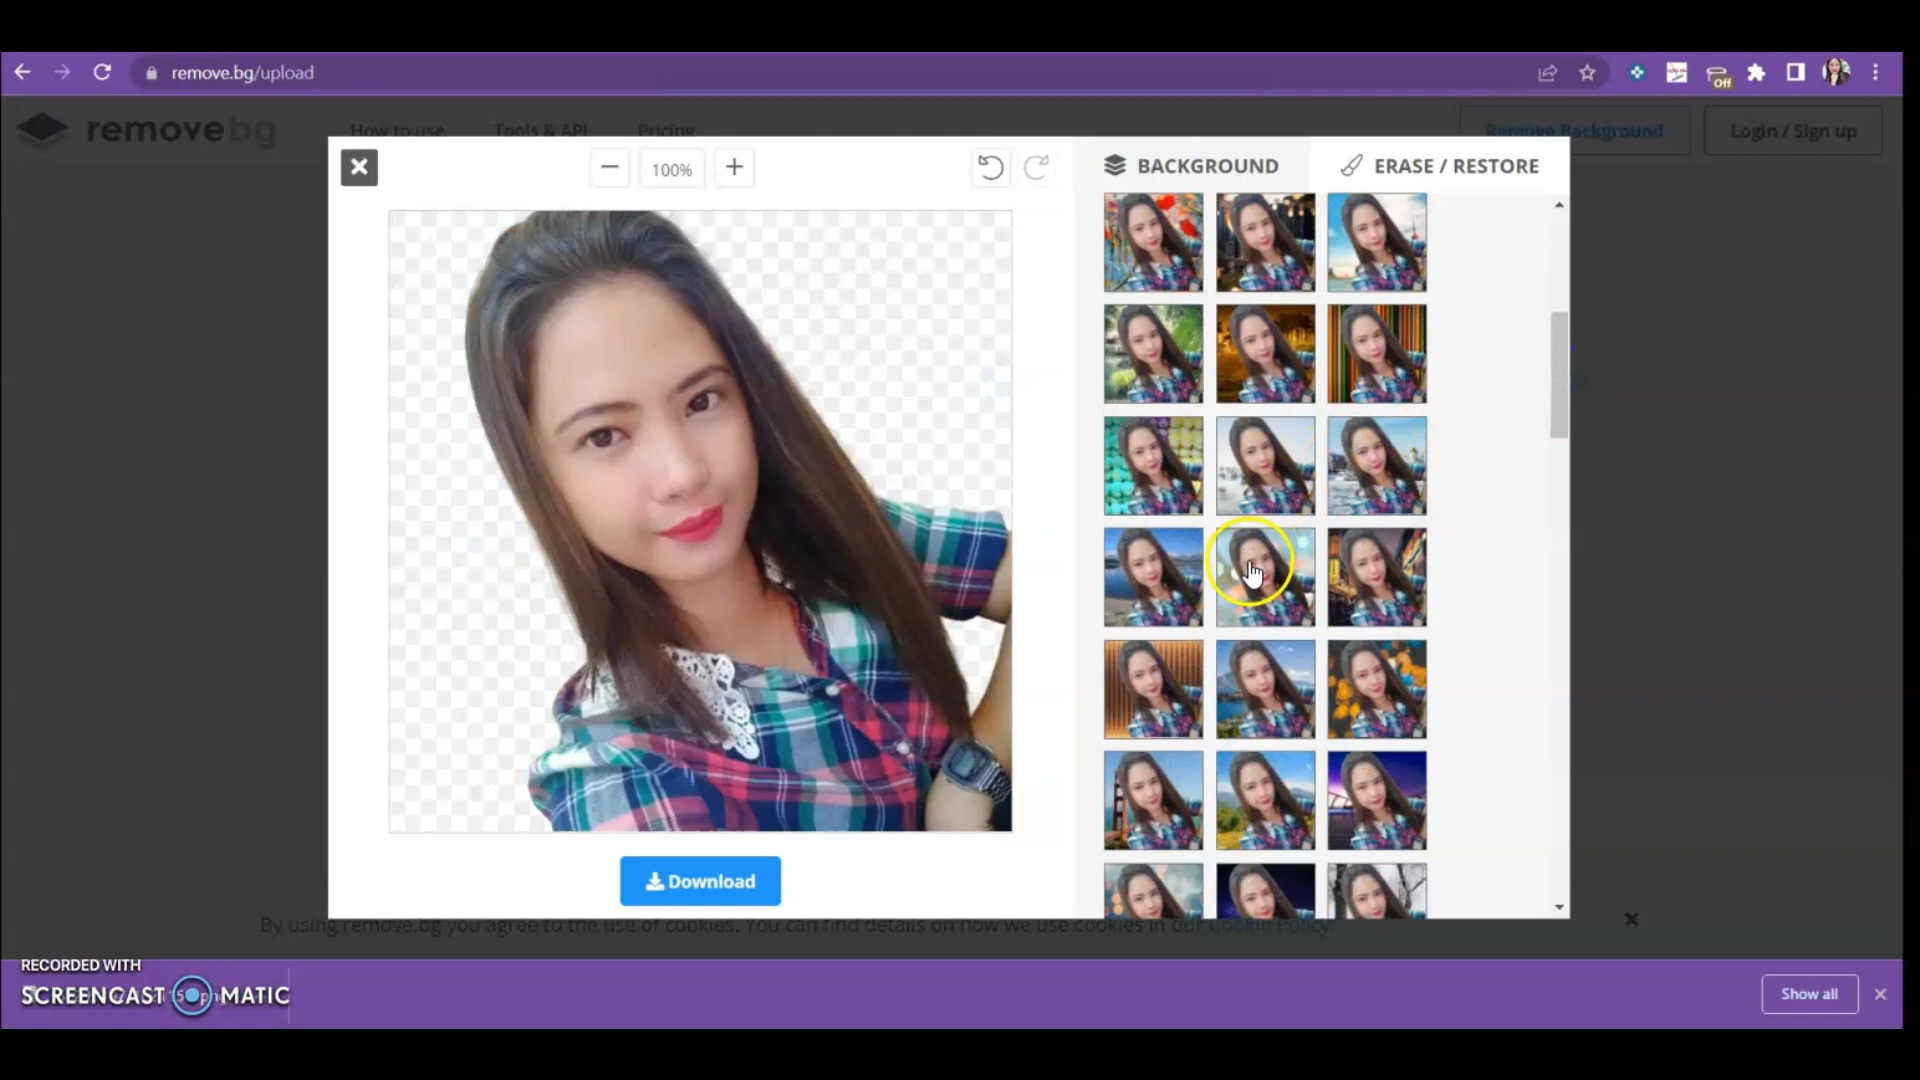 remove.bg/upload
Off
removebg
How to use
Tools & API
Pricing
Remove Background
Login / Sign up
100%
BACKGROUND
ERASE / RESTORE
Download
By using remove.bg you agree to the use of cookies. You can find details on how we use cookies in our Cookie Policy.
RECORDED WITH
SCREENCAST MATIC
Show all